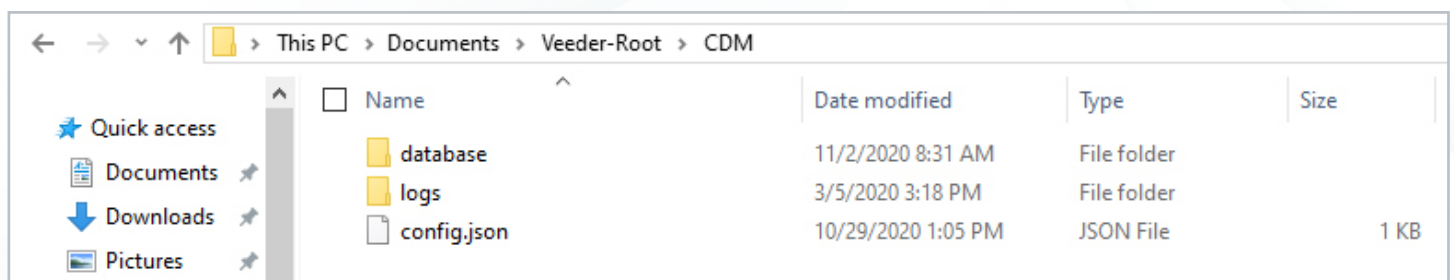 This PC > Documents > Veeder-Root > CDM
Name Date modified Type Size
Quick access
database 11/2/2020 8:31 AM File folder
Documents
logs 3/5/2020 3:18 PM File folder
Downloads
config.json 10/29/2020 1:05 PM JSON File 1 KB
Pictures